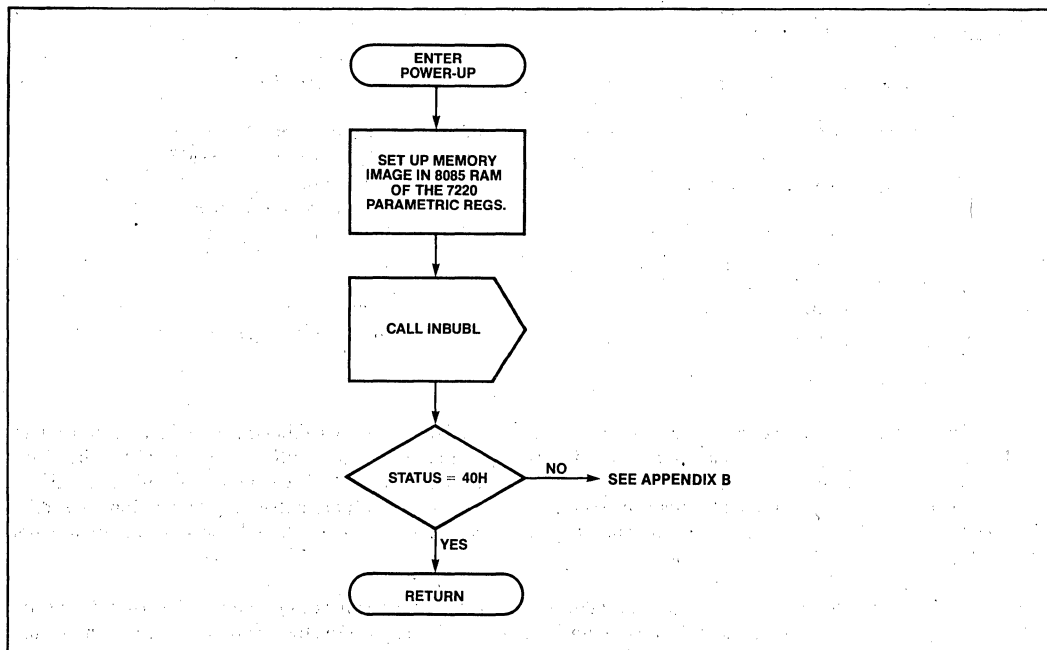 ENTER
POWER-UP
SET UP MEMORY
IMAGE IN 8085 RAM
OF THE 7220
PARAMETRIC REGS.
CALL INBUBL
STATUS = 40H
NO
SEE APPENDIX B
YES
RETURN